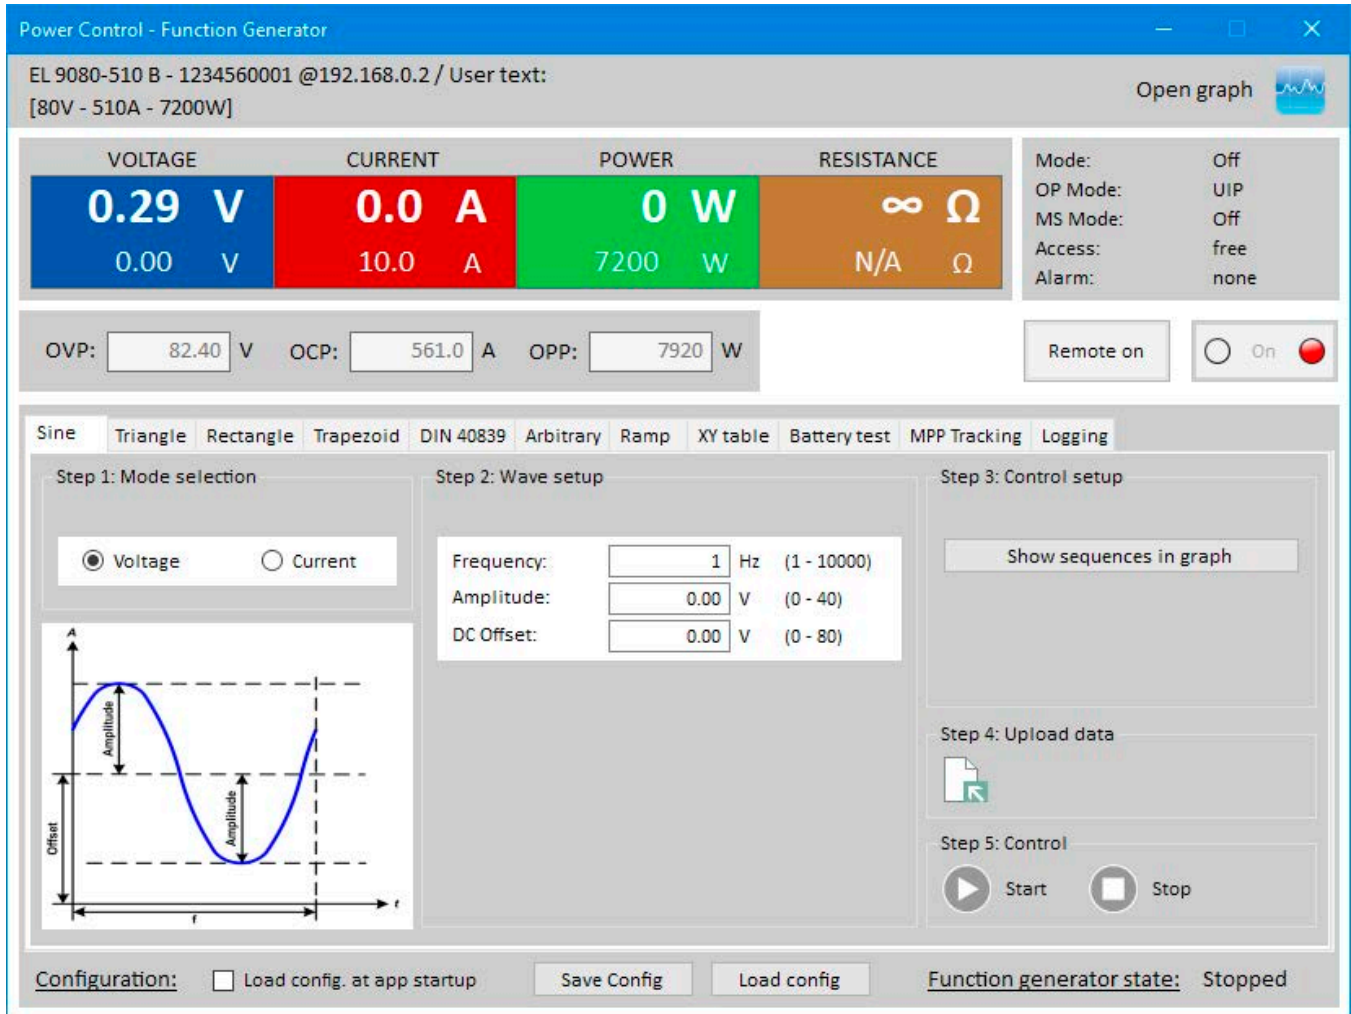 Power Control - Function Generator
EL 9080-510 B - 1234560001 @192.168.0.2 / User text:
[80V - 510A - 7200W]
Open graph
VOLTAGE CURRENT POWER RESISTANCE
0.29 V 0.0 A 0 W ∞ Ω
0.00 V 10.0 A 7200 W N/A Ω
Mode: Off
OP Mode: UIP
MS Mode: Off
Access: free
Alarm: none
OVP: 82.40 V OCP: 561.0 A OPP: 7920 W
Remote on
On
Sine Triangle Rectangle Trapezoid DIN 40839 Arbitrary Ramp XY table Battery test MPP Tracking Logging
Step 1: Mode selection
Voltage Current
A
Amplitude
Amplitude
Offset
t
f
Step 2: Wave setup
Frequency: 1 Hz (1 - 10000)
Amplitude: 0.00 V (0 - 40)
DC Offset: 0.00 V (0 - 80)
Step 3: Control setup
Show sequences in graph
Step 4: Upload data
Step 5: Control
Start Stop
Configuration: Load config. at app startup Save Config Load config Function generator state: Stopped